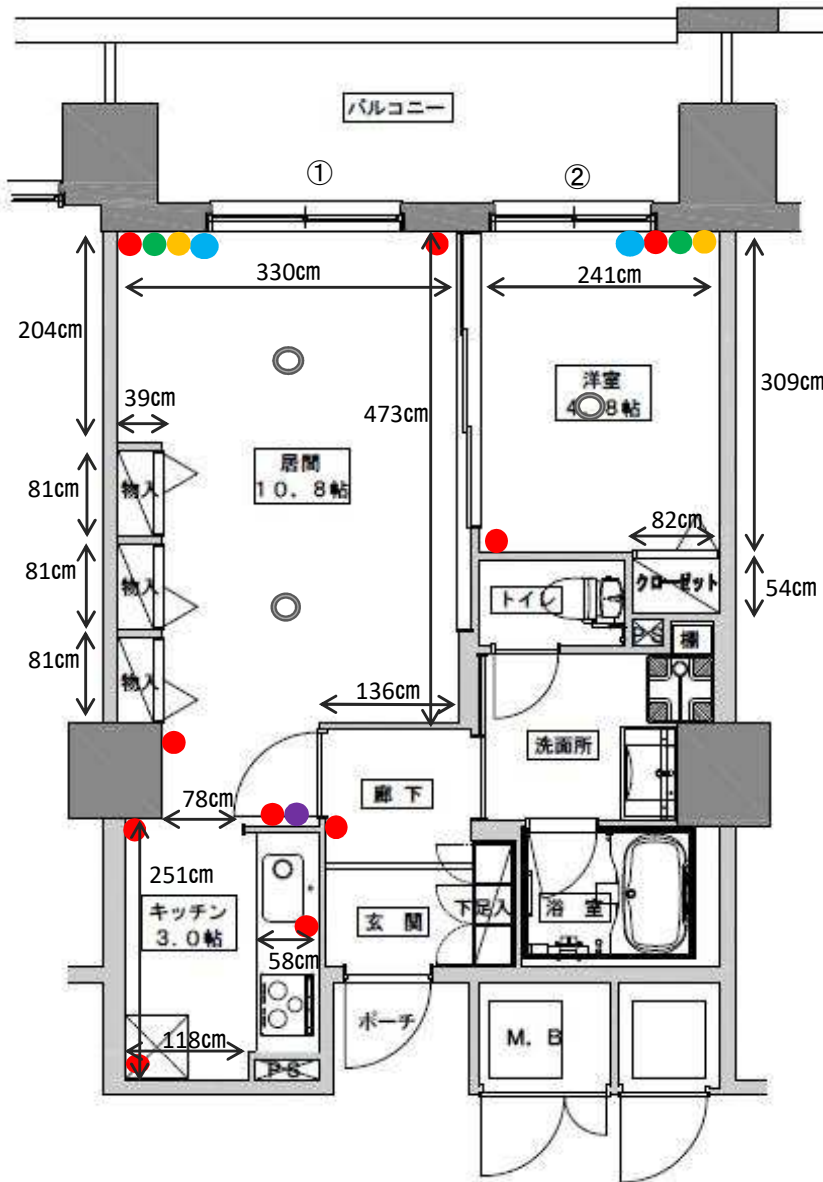 バルコニー
①
②
330㎝
241㎝
204㎝
39㎝
473㎝
洋室
4.8帖
309㎝
居間
10.8帖
81㎝
物入
82㎝
81㎝
物入
トイレ
クローゼット
54㎝
PS
棚
81㎝
物入
136㎝
洗面所
廊下
78㎝
251㎝
キッチン
3.0帖
玄関
下足入
浴室
58㎝
ポーチ
118㎝
M.B
PS